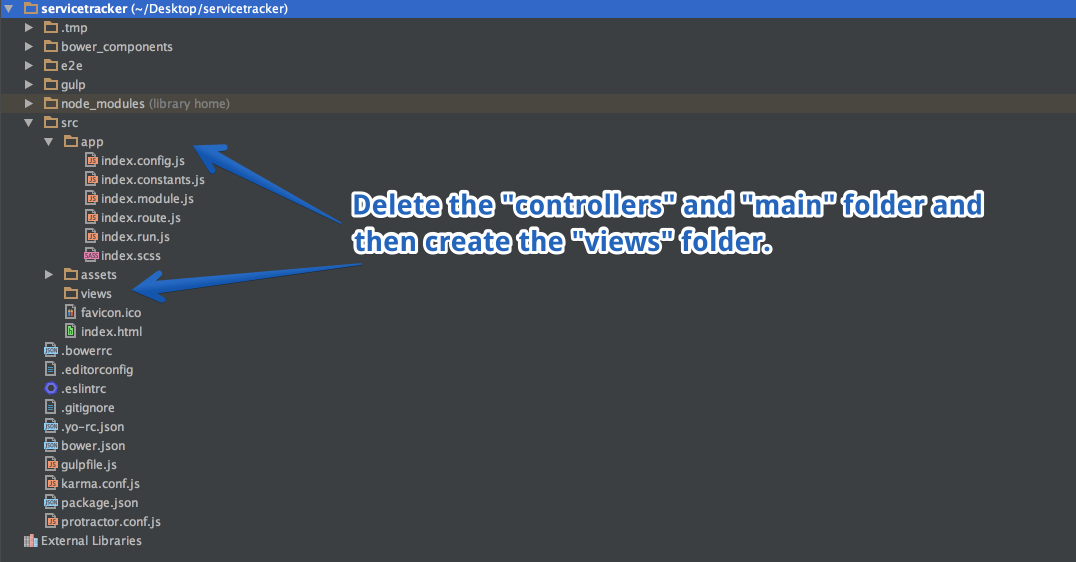 servicetracker (~/Desktop/servicetracker)
.tmp
bower_components
e2e
gulp
node_modules (library home)
src
app
index.config.js
index.constants.js
index.module.js
index.route.js
index.run.js
index.scss
assets
views
favicon.ico
index.html
.bowerrc
.editorconfig
.eslintrc
.gitignore
.yo-rc.json
bower.json
gulpfile.js
karma.conf.js
package.json
protractor.conf.js
External Libraries
Delete the "controllers" and "main" folder and
then create the "views" folder.